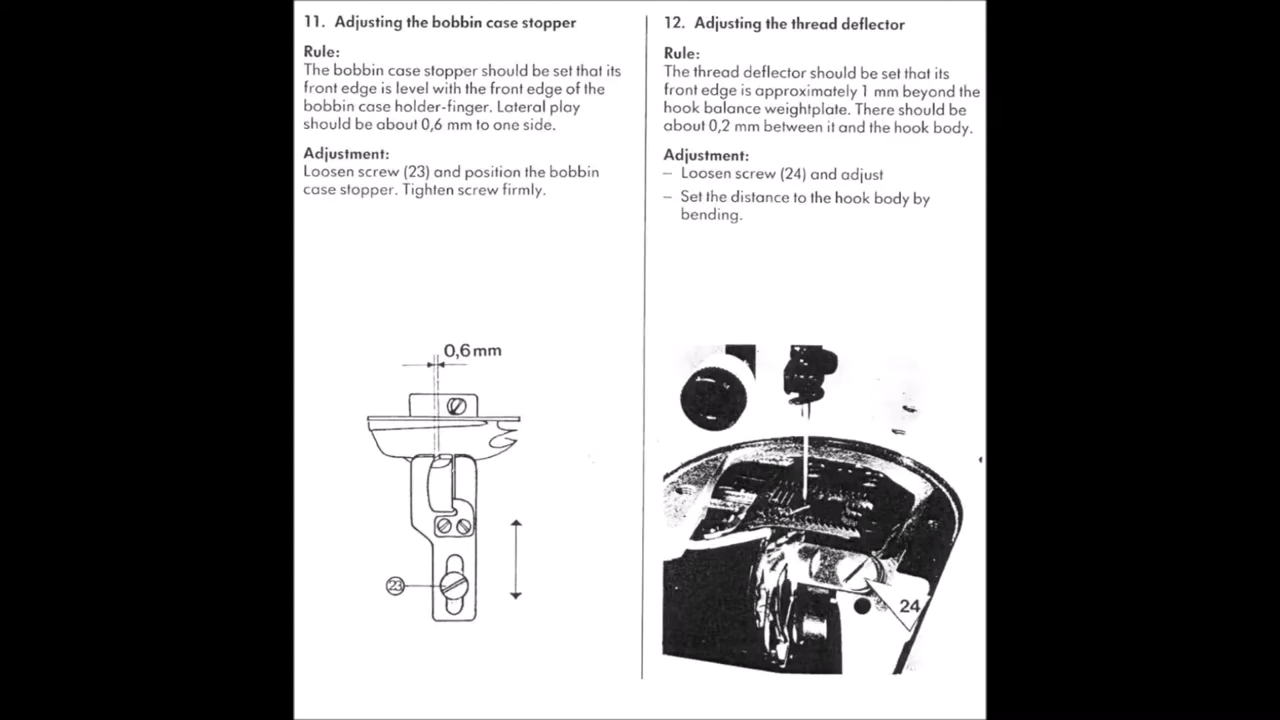 11. Adjusting the bobbin case stopper
Rule:
The bobbin case stopper should be set that its
front edge is level with the front edge of the
bobbin case holder-finger. Lateral play
should be about 0,6 mm to one side.
Adjustment:
Loosen screw (23) and position the bobbin
case stopper. Tighten screw firmly.
0,6 mm
23
12. Adjusting the thread deflector
Rule:
The thread deflector should be set that its
front edge is approximately 1 mm beyond the
hook balance weightplate. There should be
about 0,2 mm between it and the hook body.
Adjustment:
– Loosen screw (24) and adjust
– Set the distance to the hook body by
bending.
24